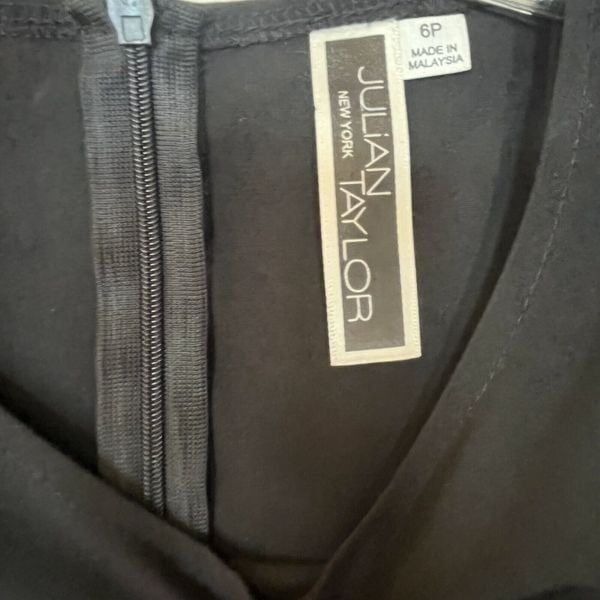 6P
MADE IN
MALAYSIA
JULIAN TAYLOR
NEW YORK